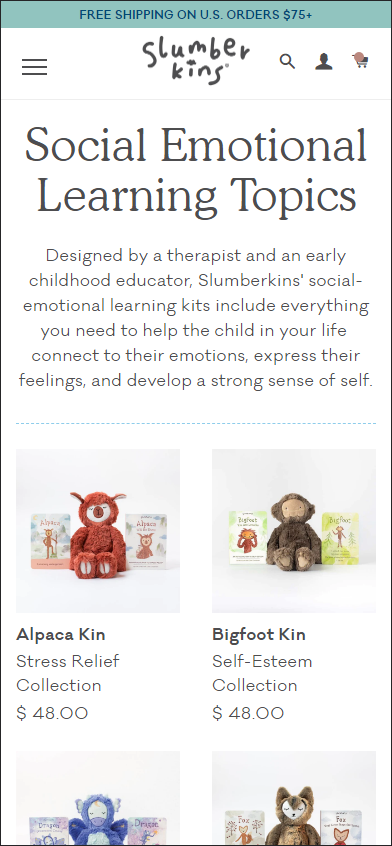 FREE SHIPPING ON U.S. ORDERS $75+
Slumber
kins
Social Emotional
Learning Topics
Designed by a therapist and an early
childhood educator, Slumberkins' social-
emotional learning kits include everything
you need to help the child in your life
connect to their emotions, express their
feelings, and develop a strong sense of self.
Alpaca
Alpaca
Bigfoot
Bigfoot
Alpaca Kin
Bigfoot Kin
Stress Relief
Collection
Self-Esteem
Collection
$ 48.00
$ 48.00
Dragon
Dragon
Fox
Fox